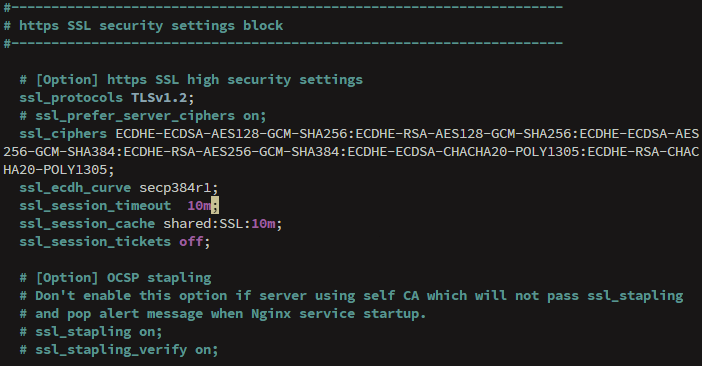 #---------------------------------------------------------------------
# https SSL security settings block
#---------------------------------------------------------------------
# [Option] https SSL high security settings
ssl_protocols TLSv1.2;
# ssl_prefer_server_ciphers on;
ssl_ciphers ECDHE-ECDSA-AES128-GCM-SHA256:ECDHE-RSA-AES128-GCM-SHA256:ECDHE-ECDSA-AES
256-GCM-SHA384:ECDHE-RSA-AES256-GCM-SHA384:ECDHE-ECDSA-CHACHA20-POLY1305:ECDHE-RSA-CHAC
HA20-POLY1305;
ssl_ecdh_curve secp384r1;
ssl_session_timeout  10m;
ssl_session_cache shared:SSL:10m;
ssl_session_tickets off;
# [Option] OCSP stapling
# Don't enable this option if server using self CA which will not pass ssl_stapling
# and pop alert message when Nginx service startup.
# ssl_stapling on;
# ssl_stapling_verify on;